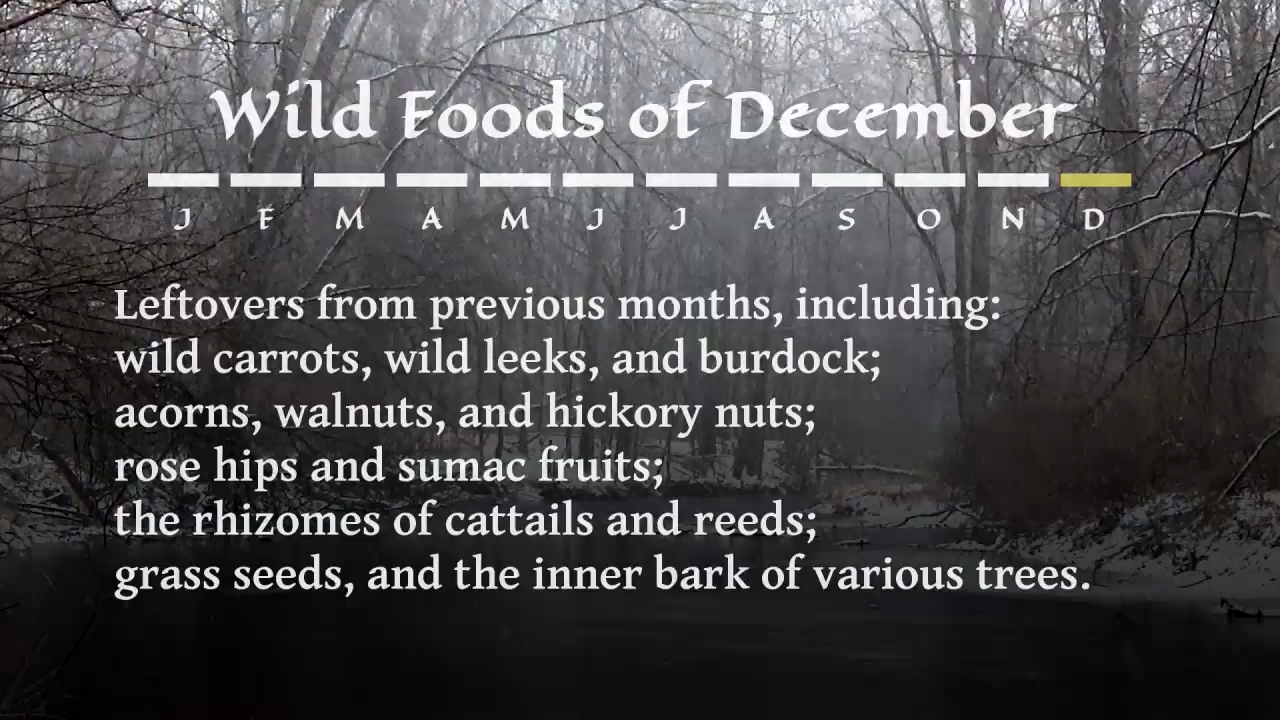 Wild Foods of December
J F M A M J J A S O N D
Leftovers from previous months, including:
wild carrots, wild leeks, and burdock;
acorns, walnuts, and hickory nuts;
rose hips and sumac fruits;
the rhizomes of cattails and reeds;
grass seeds, and the inner bark of various trees.